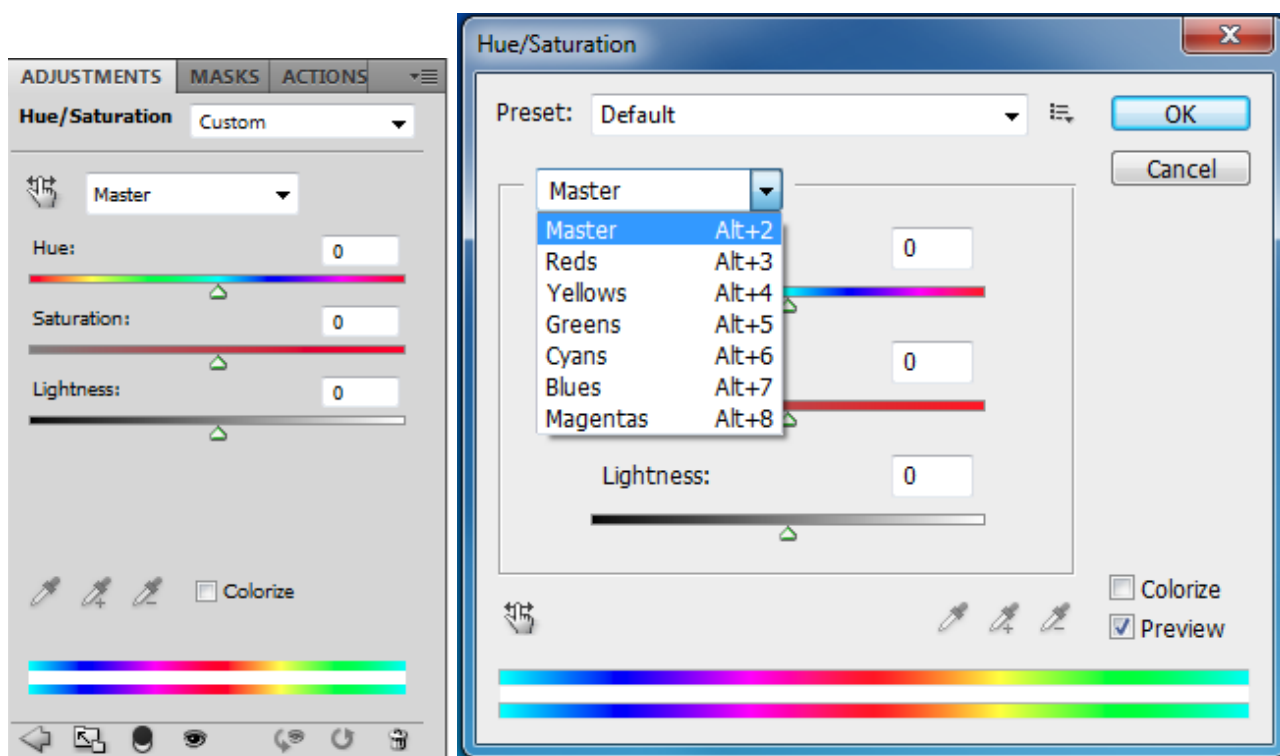 ADJUSTMENTS MASKS ACTIONS
Hue/Saturation Custom
Master
Hue: 0
Saturation: 0
Lightness: 0
Colorize
Hue/Saturation
Preset: Default
OK
Cancel
Master
Master Alt+2
Reds Alt+3
Yellows Alt+4
Greens Alt+5
Cyans Alt+6
Blues Alt+7
Magentas Alt+8
0
0
Lightness: 0
Colorize
Preview